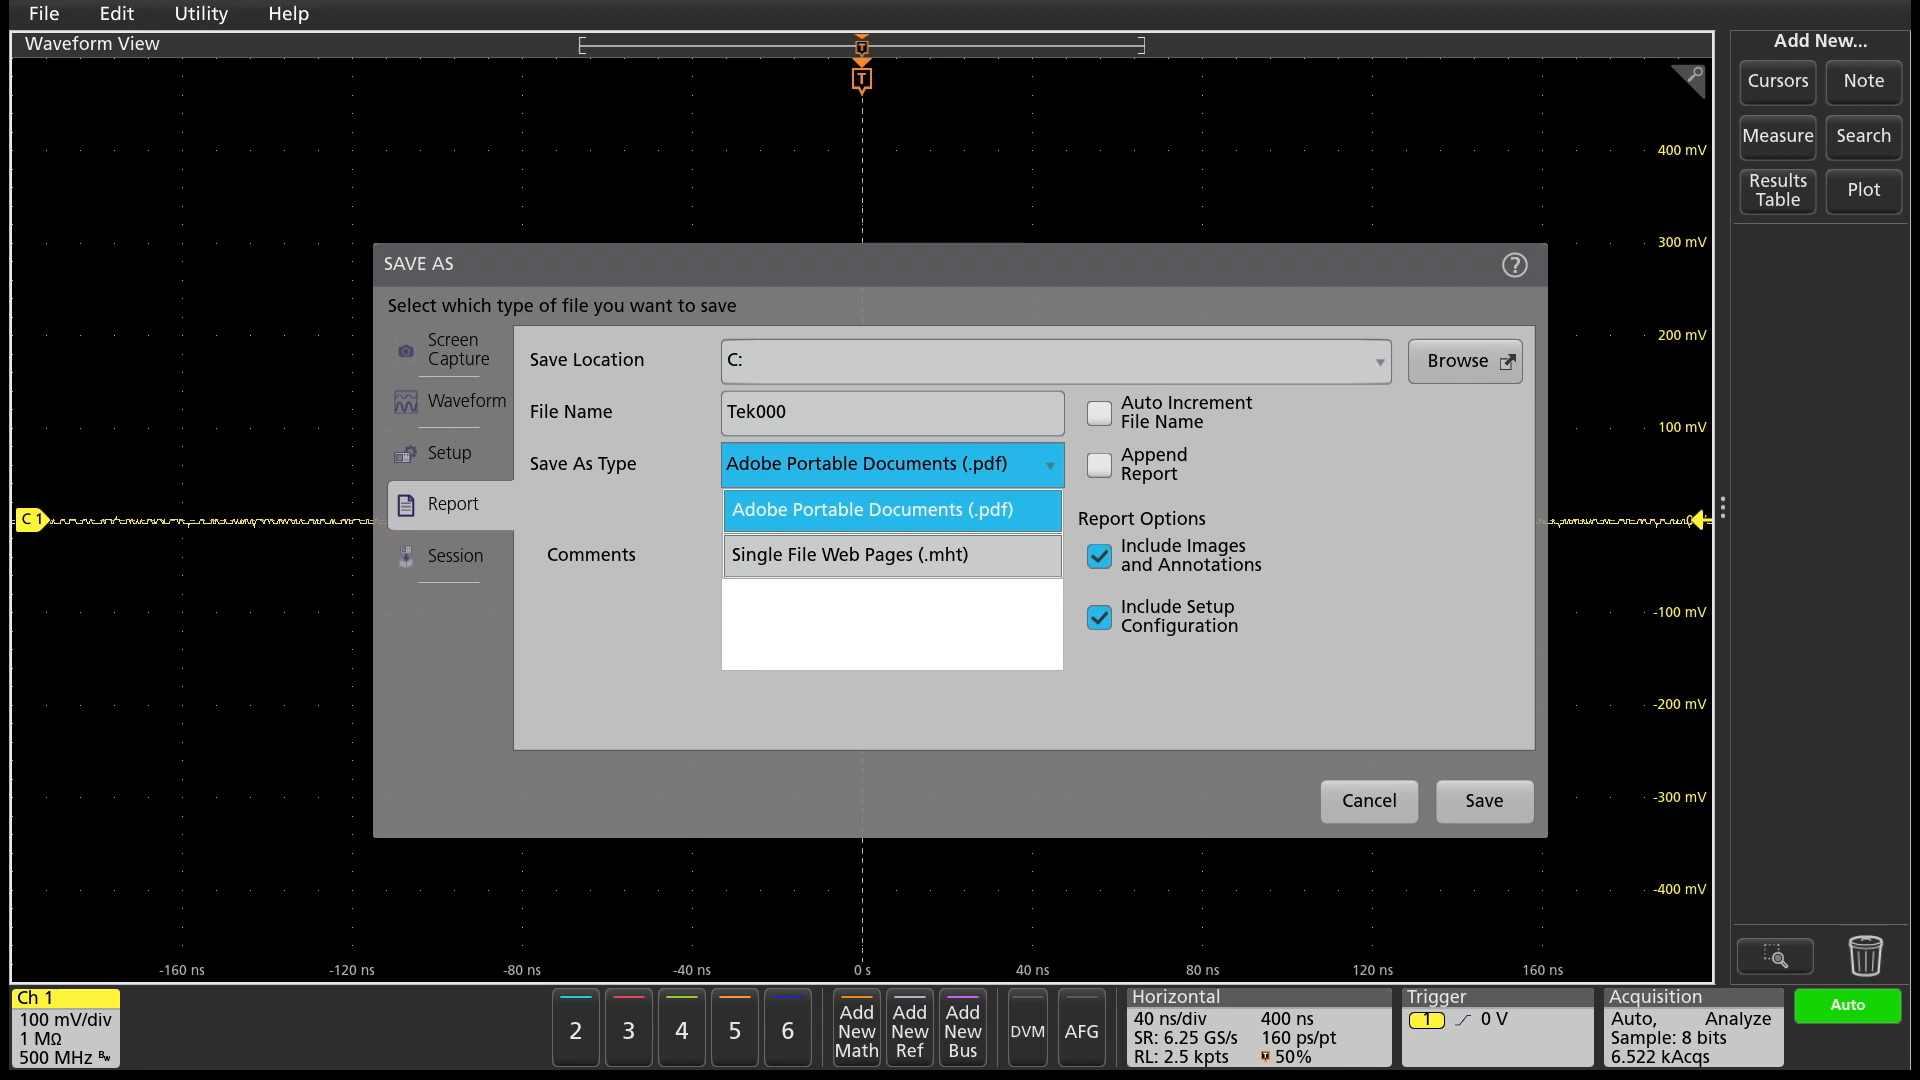 File Edit Utility Help
Waveform View
Add New...
T
T
Cursors Note
Measure Search
Results
Table
Plot
400 mV
300 mV
200 mV
100 mV
-100 mV
-200 mV
-300 mV
-400 mV
C 1
SAVE AS
?
Select which type of file you want to save
Screen
Capture
Waveform
Setup
Report
Session
Save Location C: Browse
File Name Tek000
Auto Increment
File Name
Save As Type Adobe Portable Documents (.pdf)
Append
Report
Adobe Portable Documents (.pdf)
Single File Web Pages (.mht)
Comments
Report Options
Include Images
and Annotations
Include Setup
Configuration
Cancel Save
-160 ns -120 ns -80 ns -40 ns 0 s 40 ns 80 ns 120 ns 160 ns
Ch 1
100 mV/div
1 MΩ
500 MHz Bw
2 3 4 5 6
Add
New
Math
Add
New
Ref
Add
New
Bus
DVM
AFG
Horizontal
40 ns/div 400 ns
SR: 6.25 GS/s 160 ps/pt
RL: 2.5 kpts T 50%
Trigger
1 0 V
Acquisition
Auto, Analyze
Sample: 8 bits
6.522 kAcqs
Auto